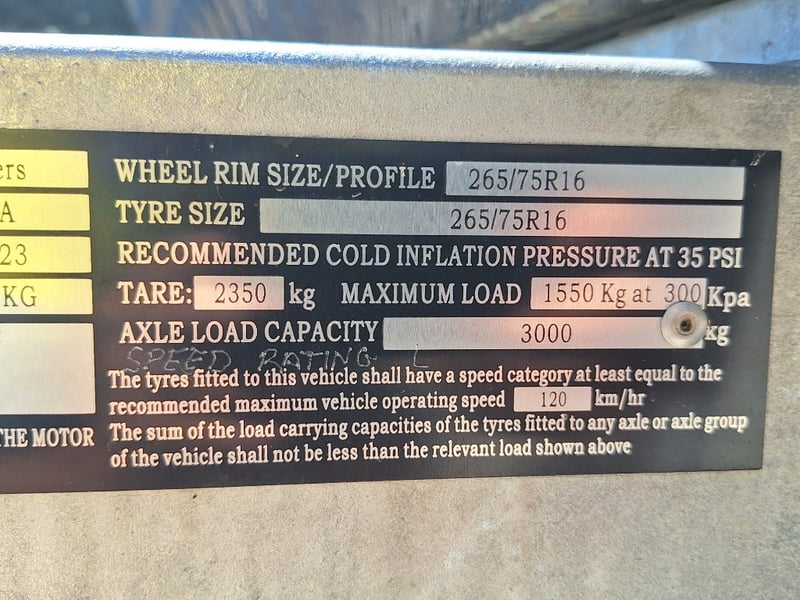 ers
WHEEL RIM SIZE/PROFILE 265/75R16
A
TYRE SIZE 265/75R16
23
RECOMMENDED COLD INFLATION PRESSURE AT 35 PSI
KG
TARE: 2350 kg MAXIMUM LOAD 1550 Kg at 300 Kpa
AXLE LOAD CAPACITY 3000 kg
SPEED RATING L
The tyres fitted to this vehicle shall have a speed category at least equal to the
recommended maximum vehicle operating speed 120 km/hr
THE MOTOR
The sum of the load carrying capacities of the tyres fitted to any axle or axle group
of the vehicle shall not be less than the relevant load shown above